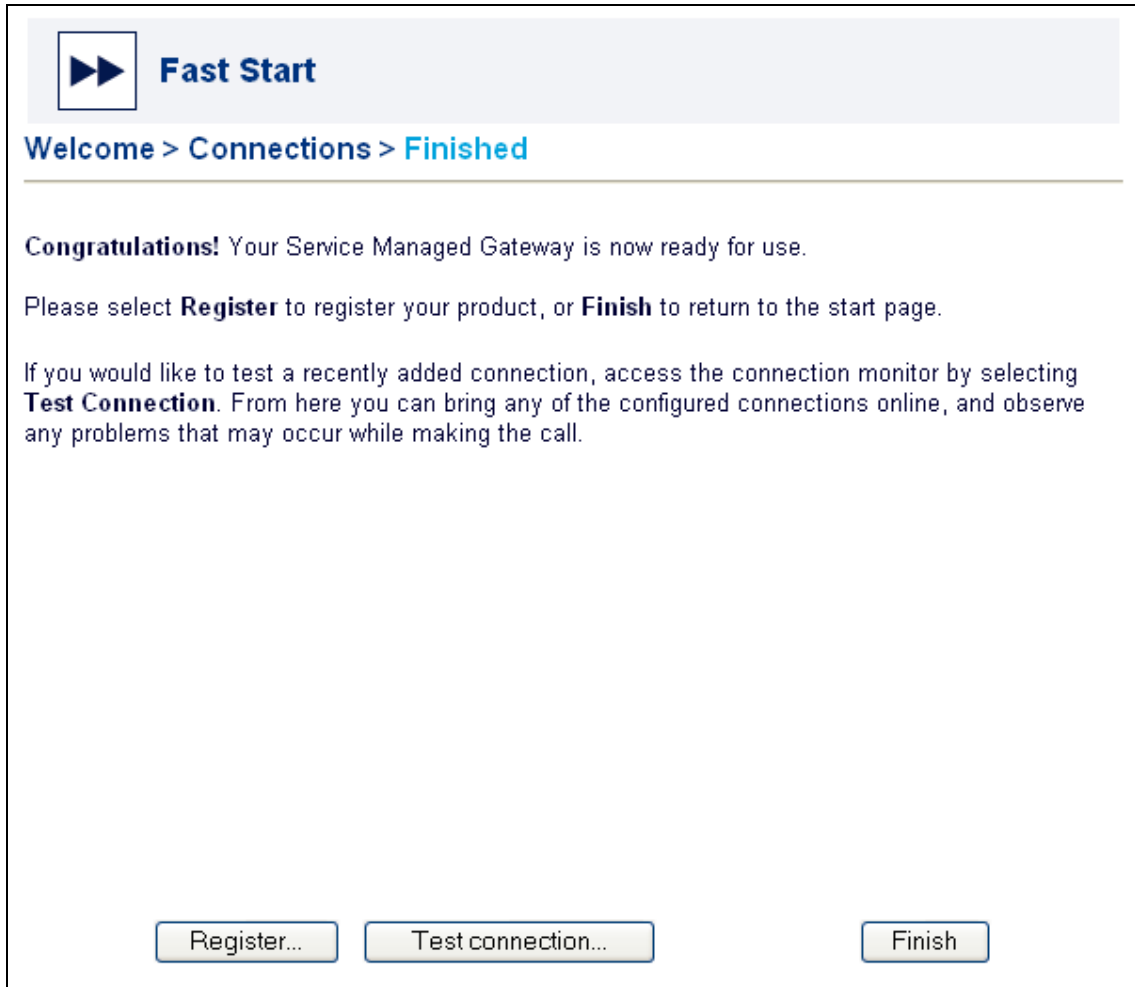 Fast Start
Welcome > Connections > Finished
Congratulations! Your Service Managed Gateway is now ready for use.
Please select Register to register your product, or Finish to return to the start page.
If you would like to test a recently added connection, access the connection monitor by selecting
Test Connection. From here you can bring any of the configured connections online, and observe
any problems that may occur while making the call.
Register... Test connection... Finish